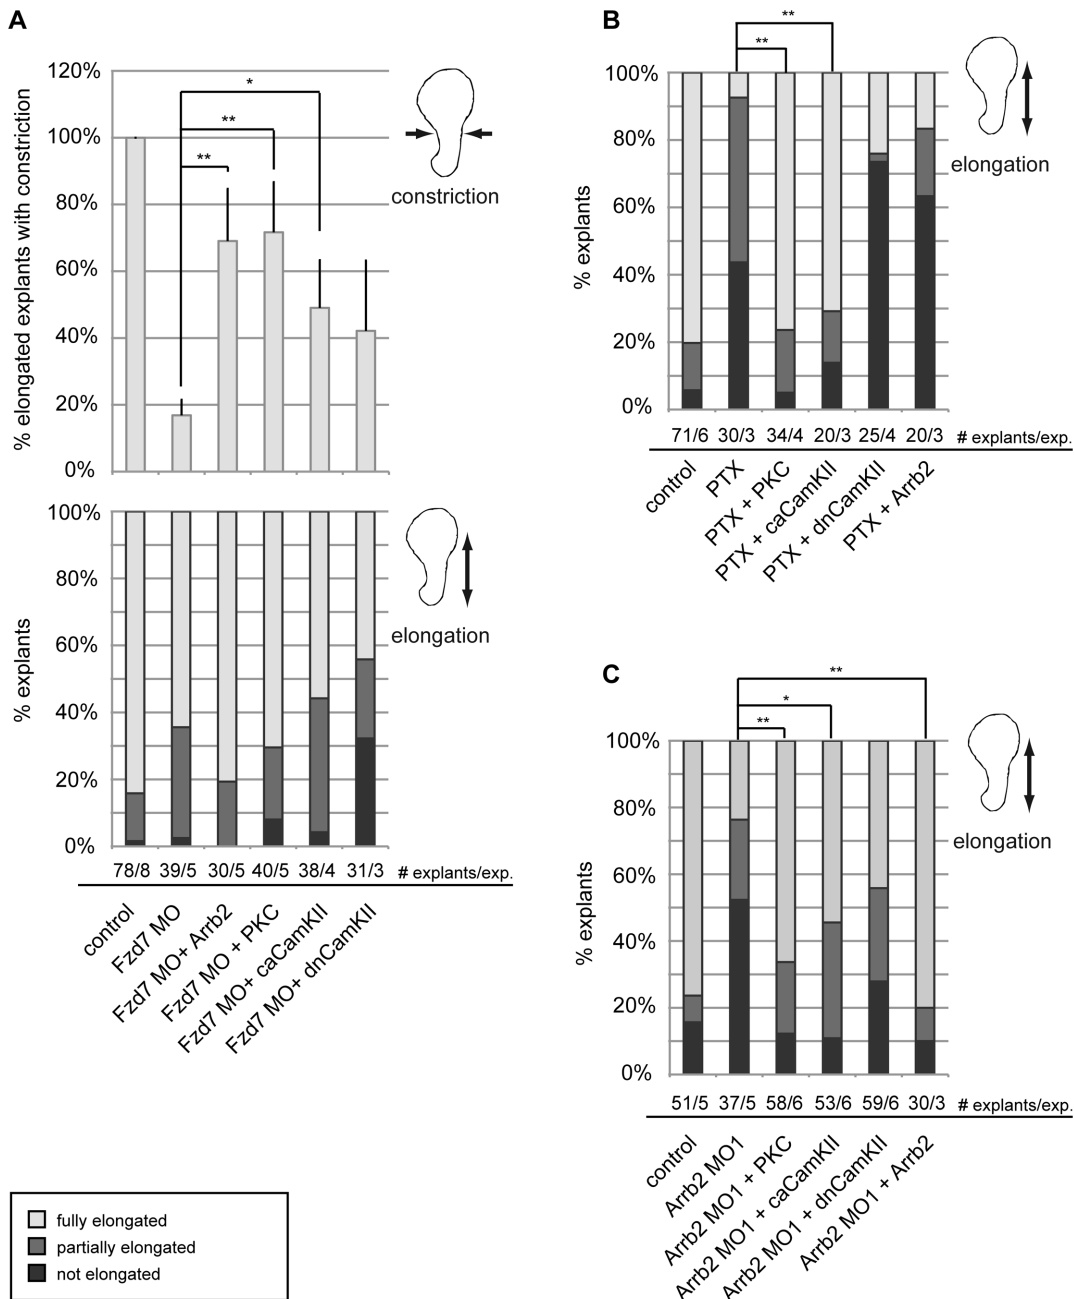 A
120%
100%
80%
60%
40%
20%
0%
% elongated explants with constriction
*
**
**
constriction
100%
80%
60%
40%
20%
0%
% explants
elongation
78/8 39/5 30/5 40/5 38/4 31/3 # explants/exp.
control
Fzd7 MO
Fzd7 MO+ Arrb2
Fzd7 MO + PKC
Fzd7 MO+ caCamKII
Fzd7 MO+ dnCamKII
fully elongated
partially elongated
not elongated
B
**
**
100%
80%
60%
40%
20%
0%
% explants
elongation
71/6 30/3 34/4 20/3 25/4 20/3 # explants/exp.
control
PTX
PTX + PKC
PTX + caCamKII
PTX + dnCamKII
PTX + Arrb2
C
**
*
**
100%
80%
60%
40%
20%
0%
% explants
elongation
51/5 37/5 58/6 53/6 59/6 30/3 # explants/exp.
control
Arrb2 MO1
Arrb2 MO1 + PKC
Arrb2 MO1 + caCamKII
Arrb2 MO1 + dnCamKII
Arrb2 MO1 + Arrb2